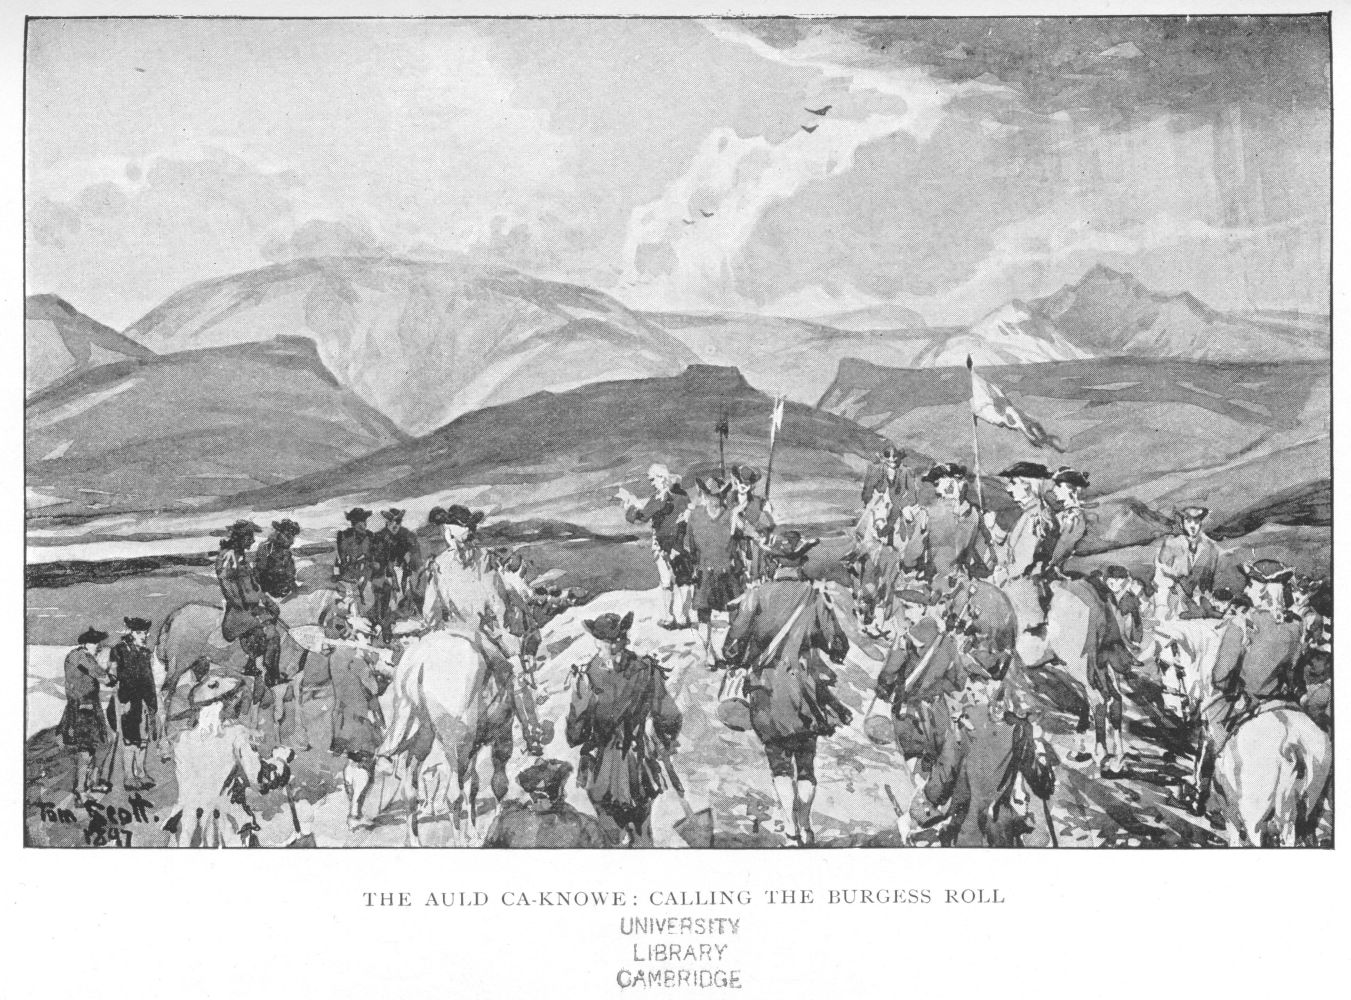 Tom Scott.
1897
THE AULD CA-KNOWE: CALLING THE BURGESS ROLL
UNIVERSITY
LIBRARY
CAMBRIDGE